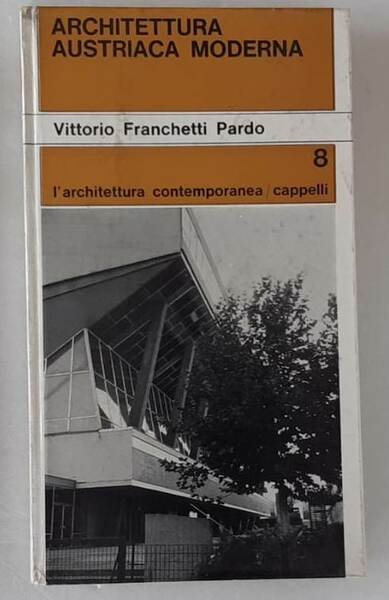 ARCHITETTURA
AUSTRIACA MODERNA
Vittorio Franchetti Pardo
8
l'architettura contemporanea / cappelli